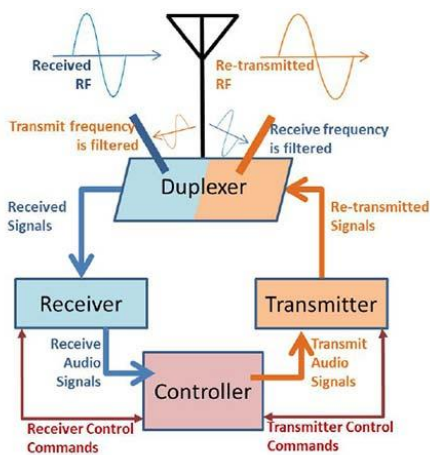 Received
RF
Re-transmitted
RF
Transmit frequency
is filtered
Receive frequency
is filtered
Duplexer
Received
Signals
Re-transmitted
Signals
Receiver
Transmitter
Receive
Audio
Signals
Transmit
Audio
Signals
Controller
Receiver Control
Commands
Transmitter Control
Commands